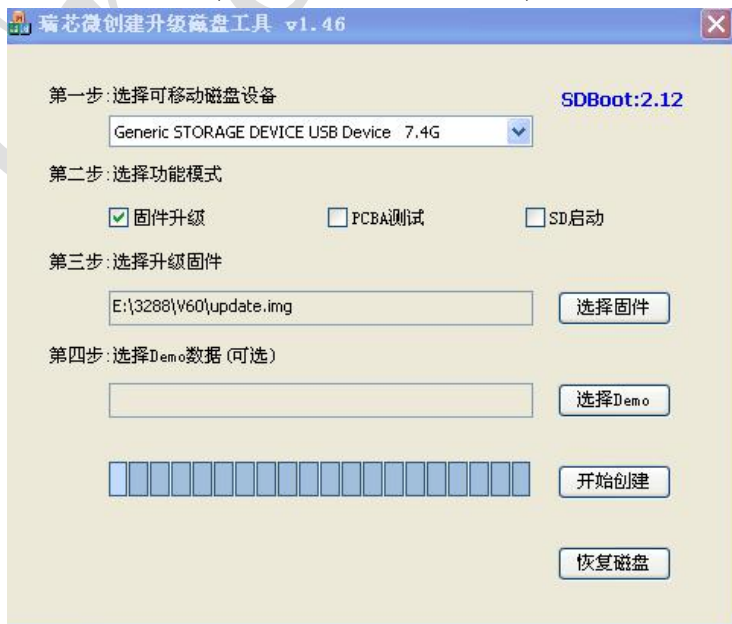 瑞芯微创建升级磁盘工具 v1.46
第一步:选择可移动磁盘设备
SDBoot:2.12
Generic STORAGE DEVICE USB Device 7.4G
第二步:选择功能模式
固件升级 PCBA测试 SD启动
第三步:选择升级固件
E:\3288\V60\update.img 选择固件
第四步:选择Demo数据(可选)
选择Demo
开始创建
恢复磁盘